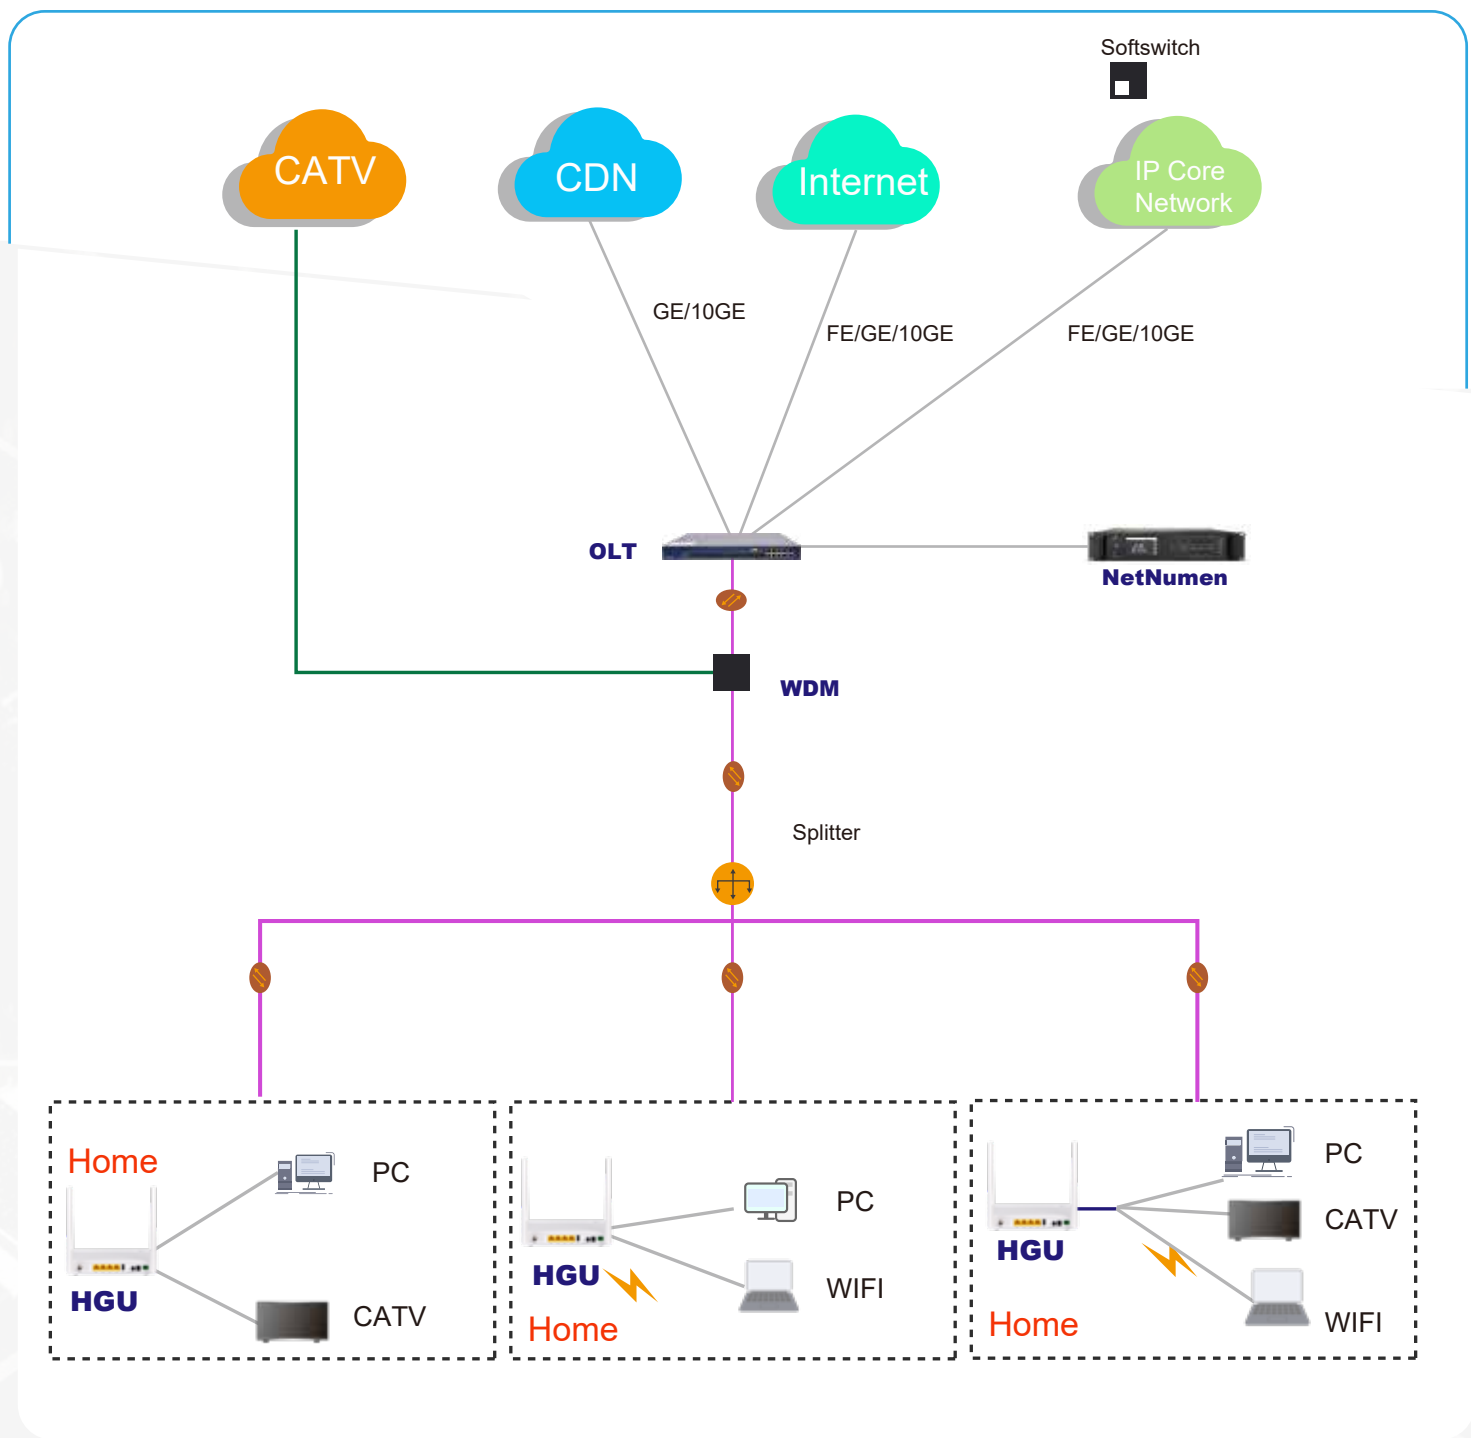 Softswitch
CATV
CDN
Internet
IP Core
Network
GE/10GE
FE/GE/10GE
FE/GE/10GE
OLT
NetNumen
WDM
Splitter
Home
PC
HGU
CATV
PC
HGU
WIFI
Home
PC
CATV
HGU
WIFI
Home